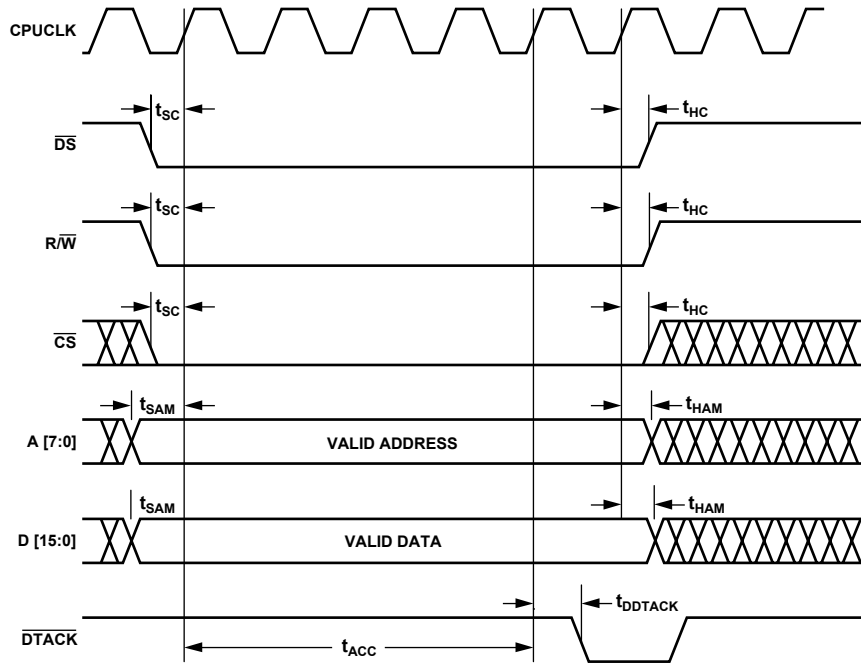 CPUCLK
tSC
tHC
DS
tSC
tHC
R/W
tSC
tHC
CS
tSAM
tHAM
A [7:0]
VALID ADDRESS
tSAM
tHAM
D [15:0]
VALID DATA
tDDTACK
DTACK
tACC